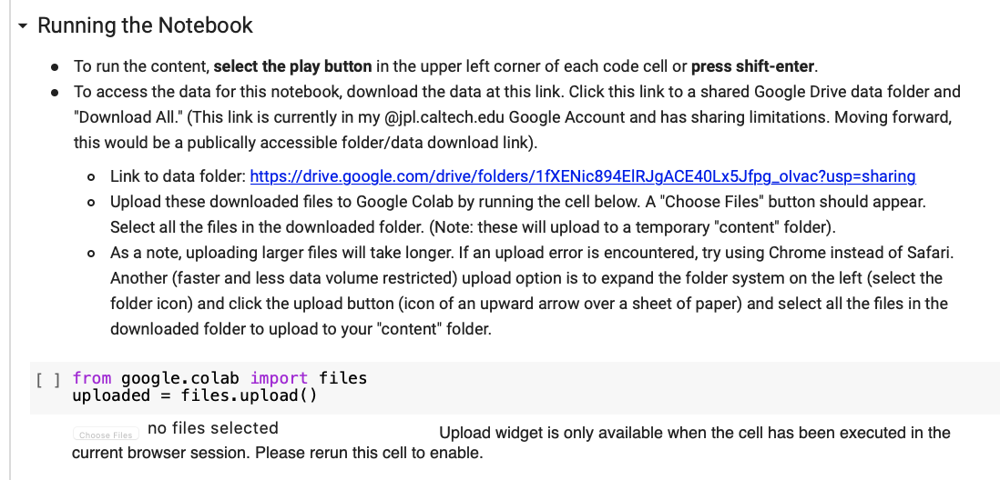 Running the Notebook
To run the content, select the play button in the upper left corner of each code cell or press shift-enter.
To access the data for this notebook, download the data at this link. Click this link to a shared Google Drive data folder and
"Download All." (This link is currently in my @jpl.caltech.edu Google Account and has sharing limitations. Moving forward,
this would be a publically accessible folder/data download link).
Link to data folder: https://drive.google.com/drive/folders/1fXENic894ElRJgACE40Lx5Jfpg_olvac?usp=sharing
Upload these downloaded files to Google Colab by running the cell below. A "Choose Files" button should appear.
Select all the files in the downloaded folder. (Note: these will upload to a temporary "content" folder).
As a note, uploading larger files will take longer. If an upload error is encountered, try using Chrome instead of Safari.
Another (faster and less data volume restricted) upload option is to expand the folder system on the left (select the
folder icon) and click the upload button (icon of an upward arrow over a sheet of paper) and select all the files in the
downloaded folder to upload to your "content" folder.
[ ] from google.colab import files
uploaded = files.upload()
Choose Files no files selected Upload widget is only available when the cell has been executed in the
current browser session. Please rerun this cell to enable.